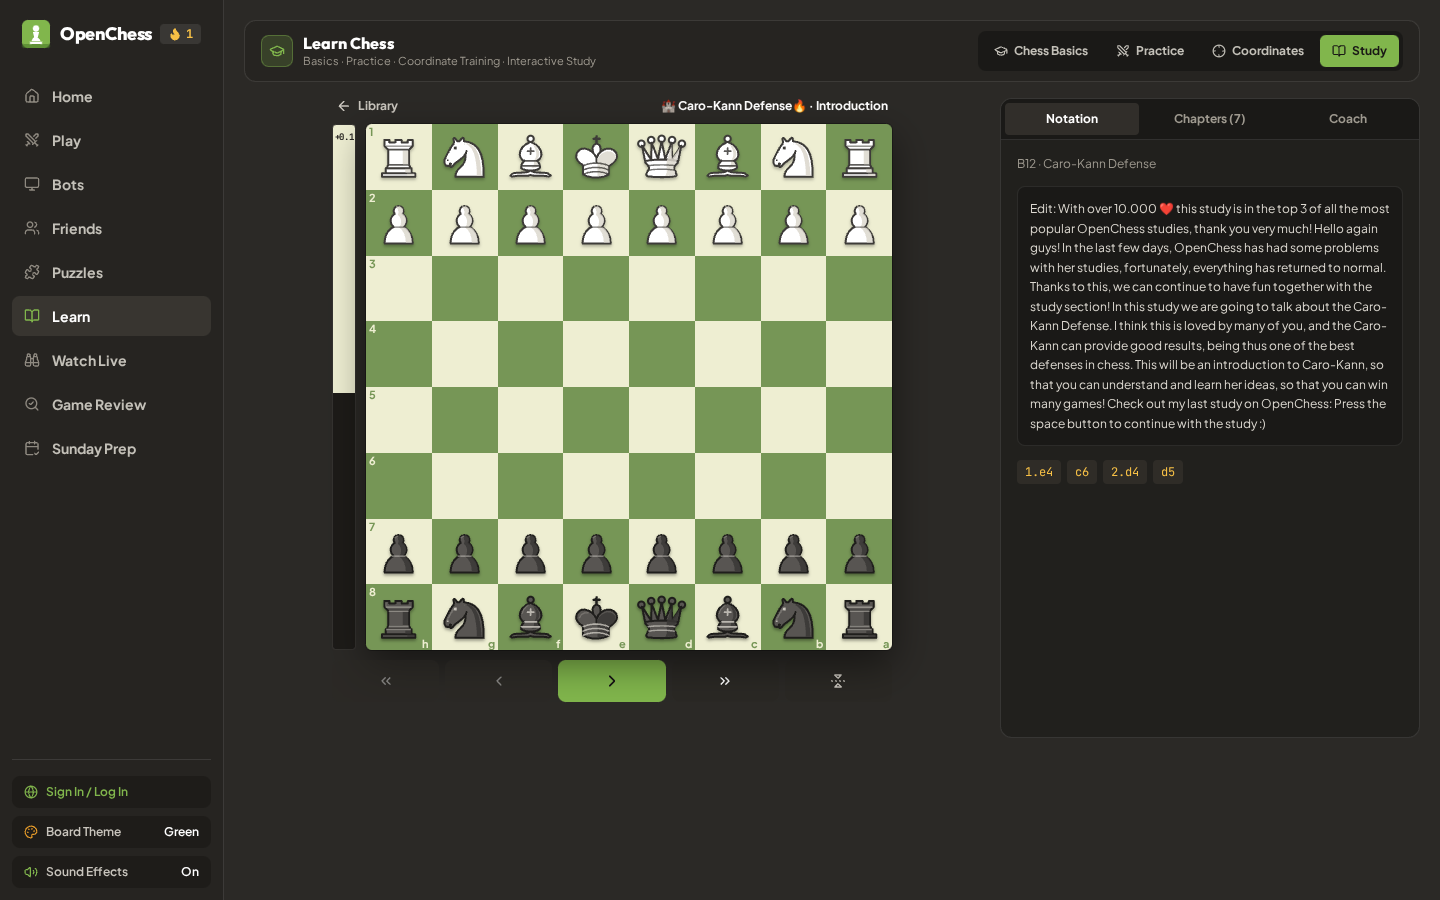 OpenChess
1
Home
Play
Bots
Friends
Puzzles
Learn
Watch Live
Game Review
Sunday Prep
Sign In / Log In
Board Theme
Green
Sound Effects
On
Learn Chess
Basics · Practice · Coordinate Training · Interactive Study
Chess Basics
Practice
Coordinates
Study
Library
🏰 Caro-Kann Defense🔥 · Introduction
+0.1
1
2
3
4
5
6
7
8
h
g
f
e
d
c
b
a
Notation
Chapters (7)
Coach
B12 · Caro-Kann Defense
Edit: With over 10.000 ❤️ this study is in the top 3 of all the most
popular OpenChess studies, thank you very much! Hello again
guys! In the last few days, OpenChess has had some problems
with her studies, fortunately, everything has returned to normal.
Thanks to this, we can continue to have fun together with the
study section! In this study we are going to talk about the Caro-
Kann Defense. I think this is loved by many of you, and the Caro-
Kann can provide good results, being thus one of the best
defenses in chess. This will be an introduction to Caro-Kann, so
that you can understand and learn her ideas, so that you can win
many games! Check out my last study on OpenChess: Press the
space button to continue with the study :)
1.e4
c6
2.d4
d5